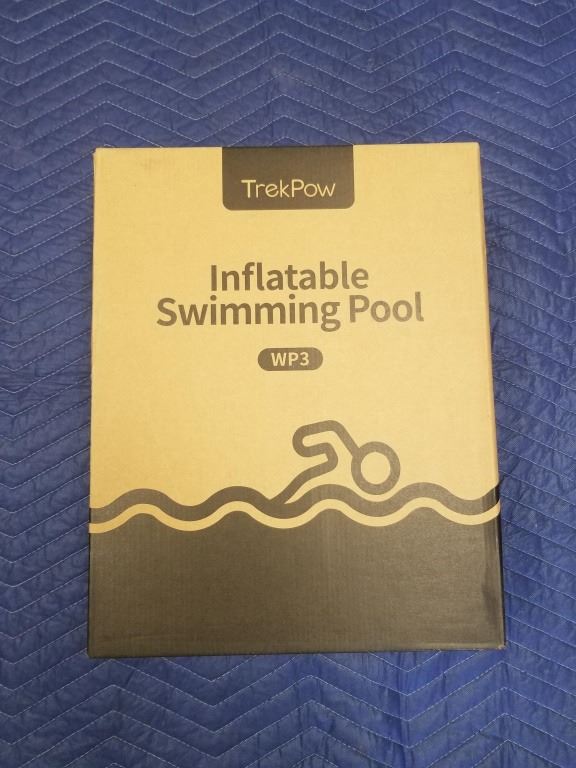 TrekPow
Inflatable
Swimming Pool
WP3